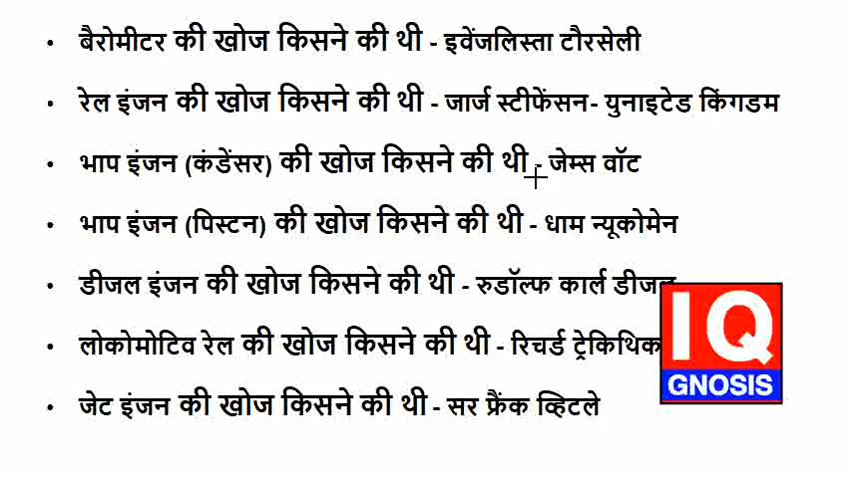 • बैरोमीटर की खोज किसने की थी - इवेंजलिस्ता टौरसेली
• रेल इंजन की खोज किसने की थी - जार्ज स्टीफेंसन- युनाइटेड किंगडम
• भाप इंजन (कंडेंसर) की खोज किसने की थी - जेम्स वॉट
• भाप इंजन (पिस्टन) की खोज किसने की थी - धाम न्यूकोमेन
• डीजल इंजन की खोज किसने की थी - रुडॉल्फ कार्ल डीजल
• लोकोमोटिव रेल की खोज किसने की थी - रिचर्ड ट्रेकिथिक
• जेट इंजन की खोज किसने की थी - सर फ्रैंक व्हिटले
IQ
GNOSIS